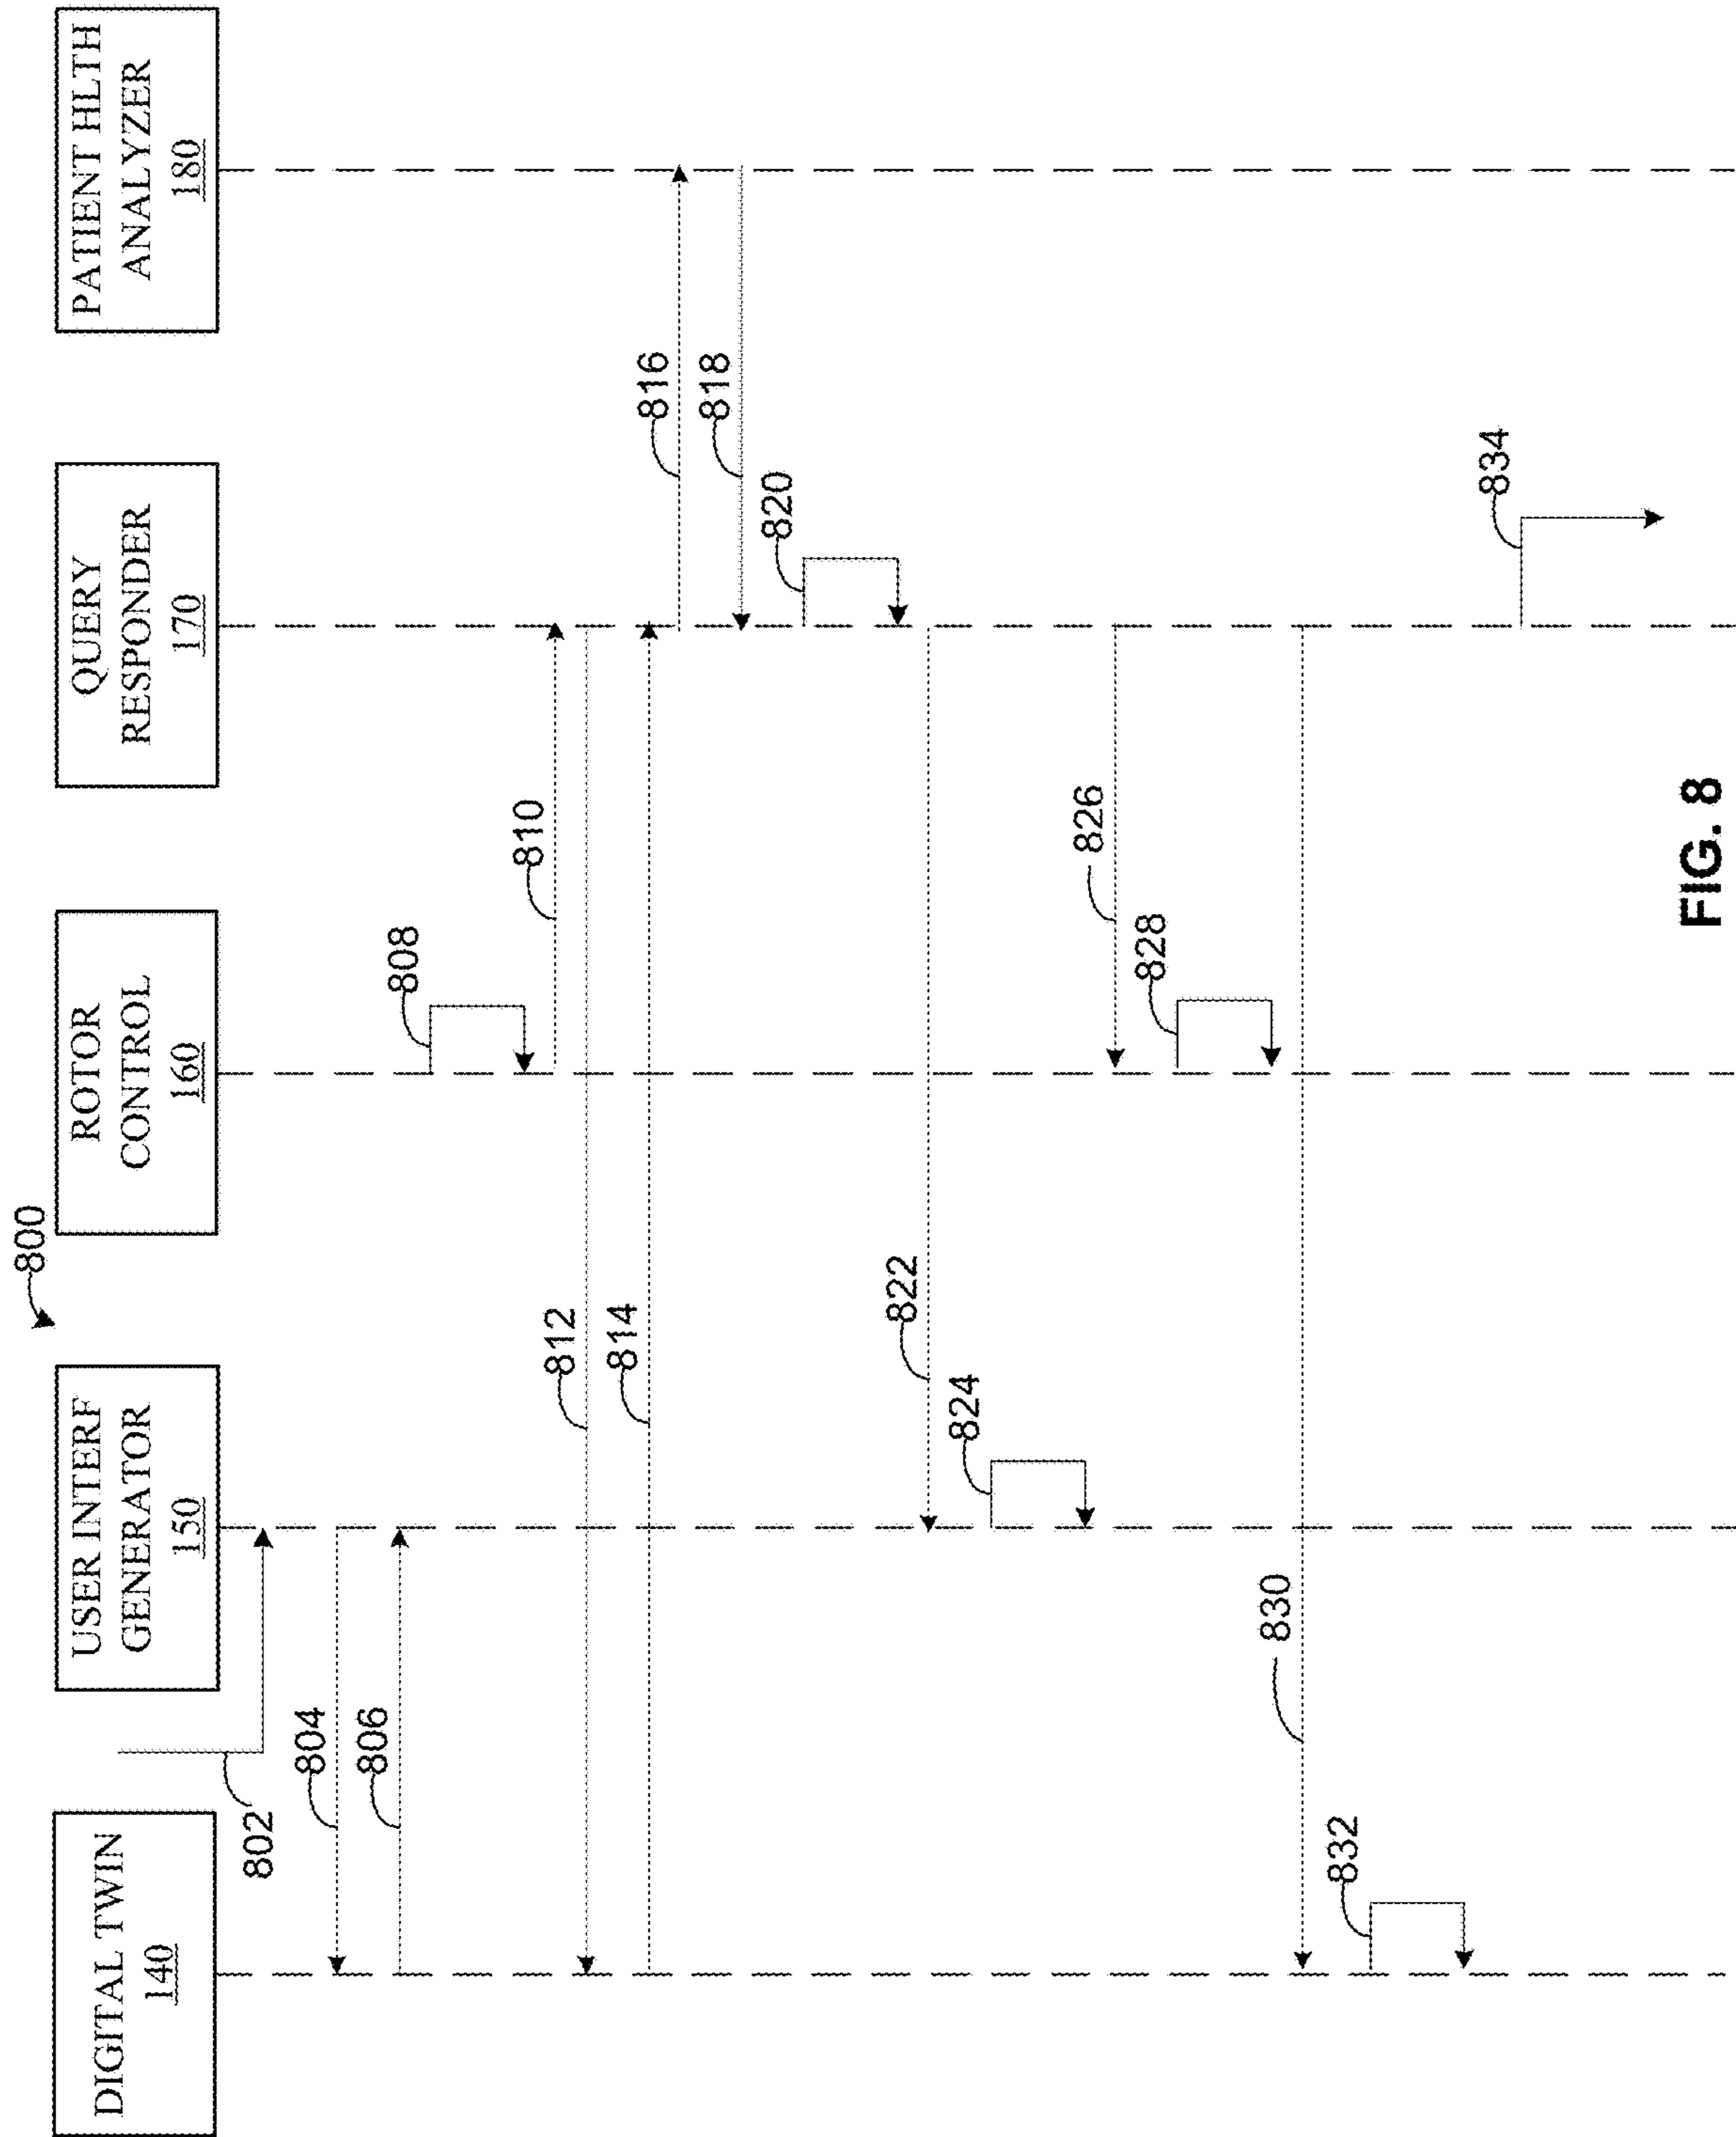 800
DIGITAL TWIN
140
USER INTERF
GENERATOR
150
ROTOR
CONTROL
160
QUERY
RESPONDER
170
PATIENT HLTH
ANALYZER
180
802
804
806
808
810
812
814
816
818
820
822
824
826
828
830
832
834
FIG. 8